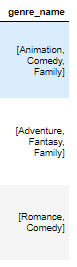 genre_name
[Animation,
Comedy,
Family]
[Adventure,
Fantasy,
Family]
[Romance,
Comedy]